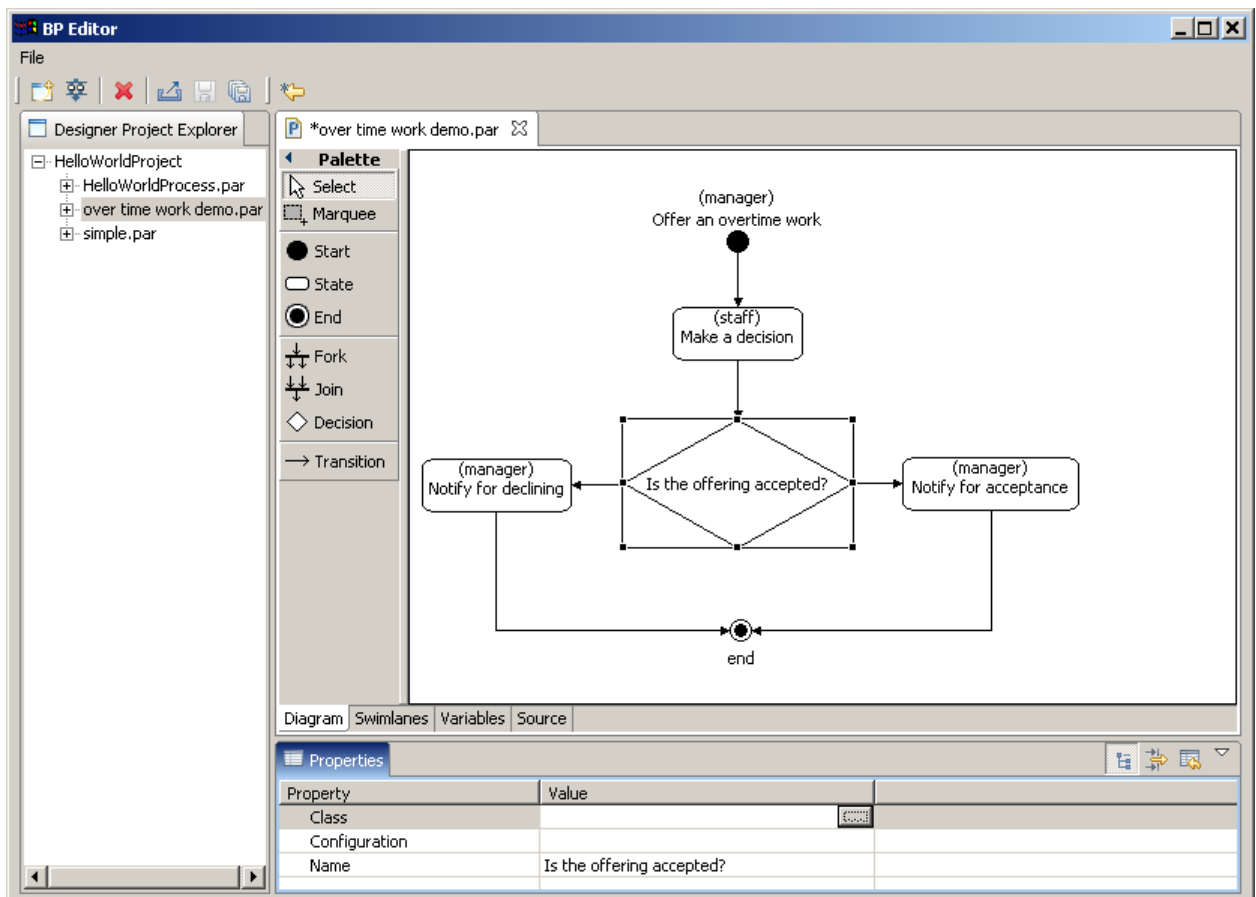 BP Editor
File
Designer Project Explorer
HelloWorldProject
HelloWorldProcess.par
over time work demo.par
simple.par
*over time work demo.par
Palette
Select
Marquee
Start
State
End
Fork
Join
Decision
Transition
(manager)
Offer an overtime work
(staff)
Make a decision
Is the offering accepted?
(manager)
Notify for declining
(manager)
Notify for acceptance
end
Diagram Swimlanes Variables Source
Properties
Property Value
Class ...
Configuration
Name Is the offering accepted?